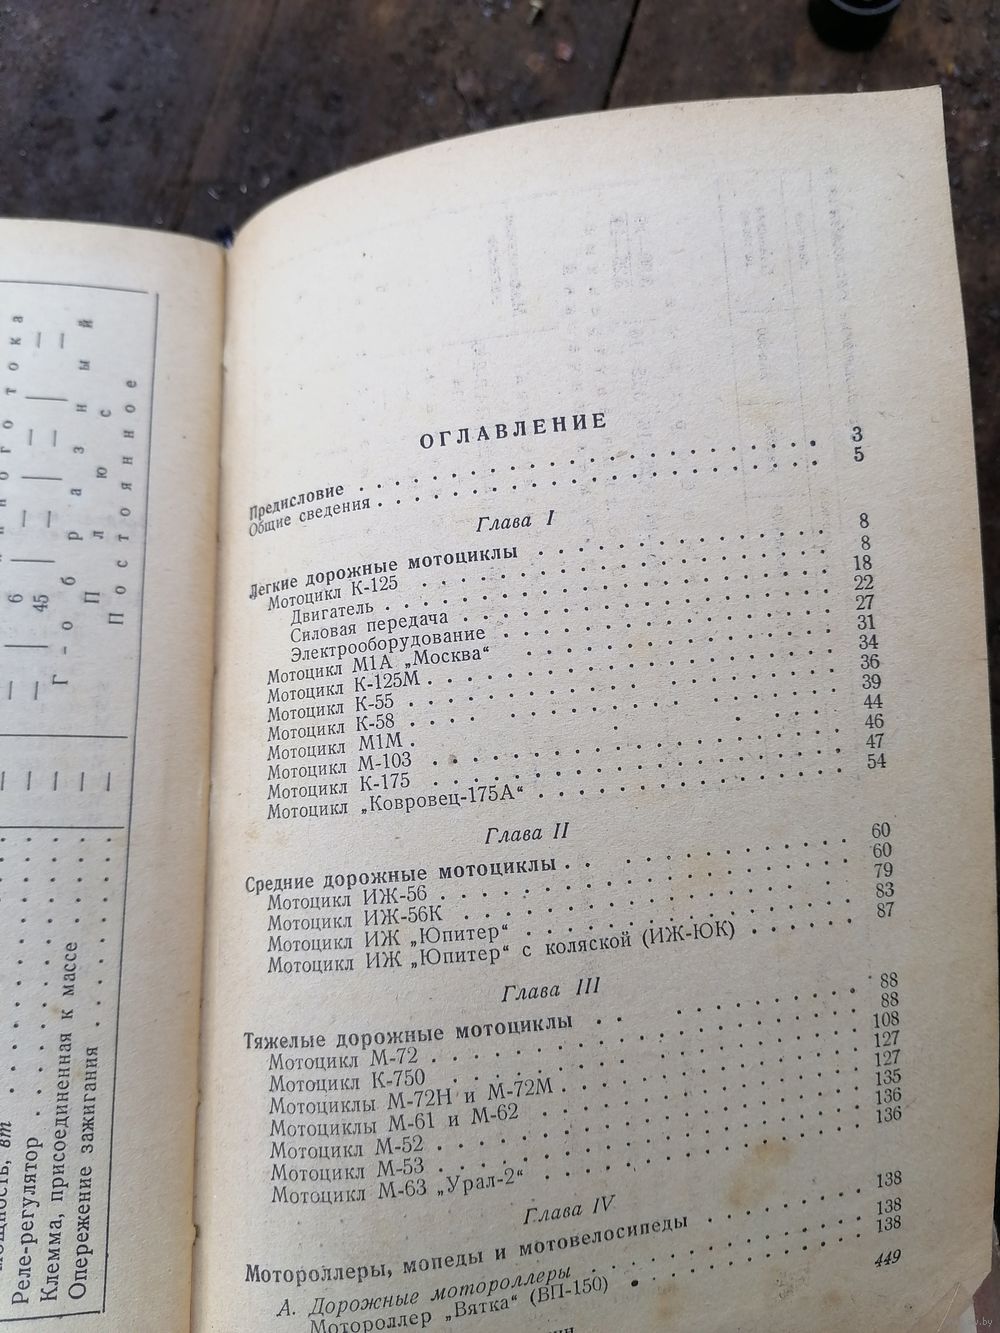 ОГЛАВЛЕНИЕ
Предисловие . . . 3
Общие сведения . . . 5
Глава I
Легкие дорожные мотоциклы . . . 8
Мотоцикл К-125 . . . 8
Двигатель . . . 18
Силовая передача . . . 22
Электрооборудование . . . 27
Мотоцикл М1А „Москва“ . . . 31
Мотоцикл К-125М . . . 34
Мотоцикл К-55 . . . 36
Мотоцикл К-58 . . . 39
Мотоцикл М1М . . . 44
Мотоцикл М-103 . . . 46
Мотоцикл К-175 . . . 47
Мотоцикл „Ковровец-175А“ . . . 54
Глава II
Средние дорожные мотоциклы . . . 60
Мотоцикл ИЖ-56 . . . 60
Мотоцикл ИЖ-56К . . . 79
Мотоцикл ИЖ „Юпитер“ . . . 83
Мотоцикл ИЖ „Юпитер“ с коляской (ИЖ-ЮК) . . . 87
Глава III
Тяжелые дорожные мотоциклы . . . 88
Мотоцикл М-72 . . . 88
Мотоцикл К-750 . . . 108
Мотоциклы М-72Н и М-72М . . . 127
Мотоциклы М-61 и М-62 . . . 127
Мотоцикл М-52 . . . 135
Мотоцикл М-53 . . . 136
Мотоцикл М-63 „Урал-2“ . . . 136
Глава IV
Мотороллеры, мопеды и мотовелосипеды . . . 138
А. Дорожные мотороллеры . . . 138
Мотороллер „Вятка“ (ВП-150) . . . 138
449
вт 6
Реле-регулятор 45
Г-образный
Клемма, присоединенная к массе Плюс
Опережение зажигания Постоянное